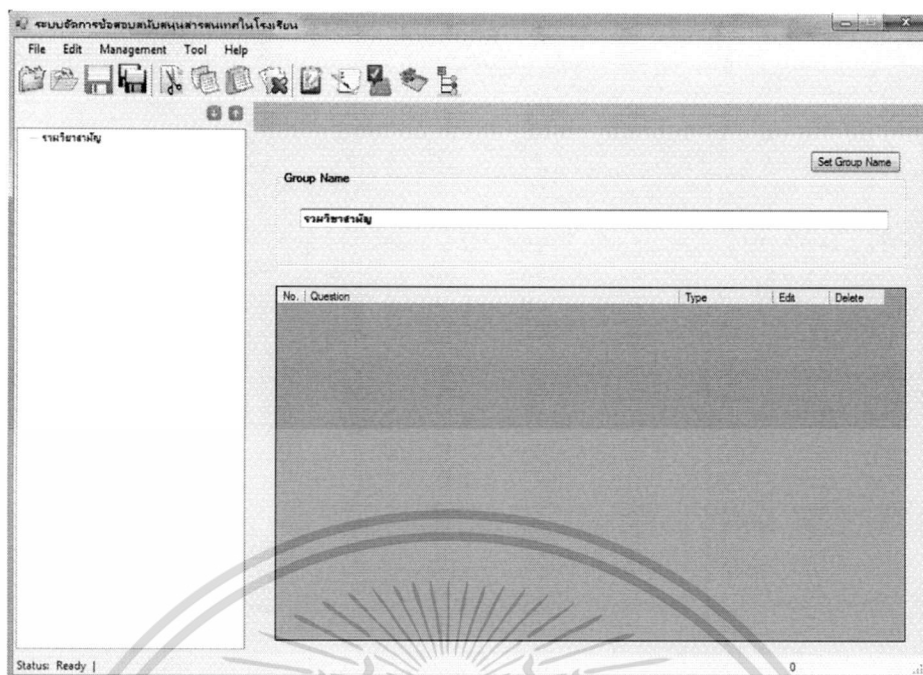 ระบบจัดการข้อสอบสนับสนุนสารสนเทศในโรงเรียน
File Edit Management Tool Help
รวมวิชาสามัญ
Set Group Name
Group Name
รวมวิชาสามัญ
No. Question Type Edit Delete
Status: Ready | 0